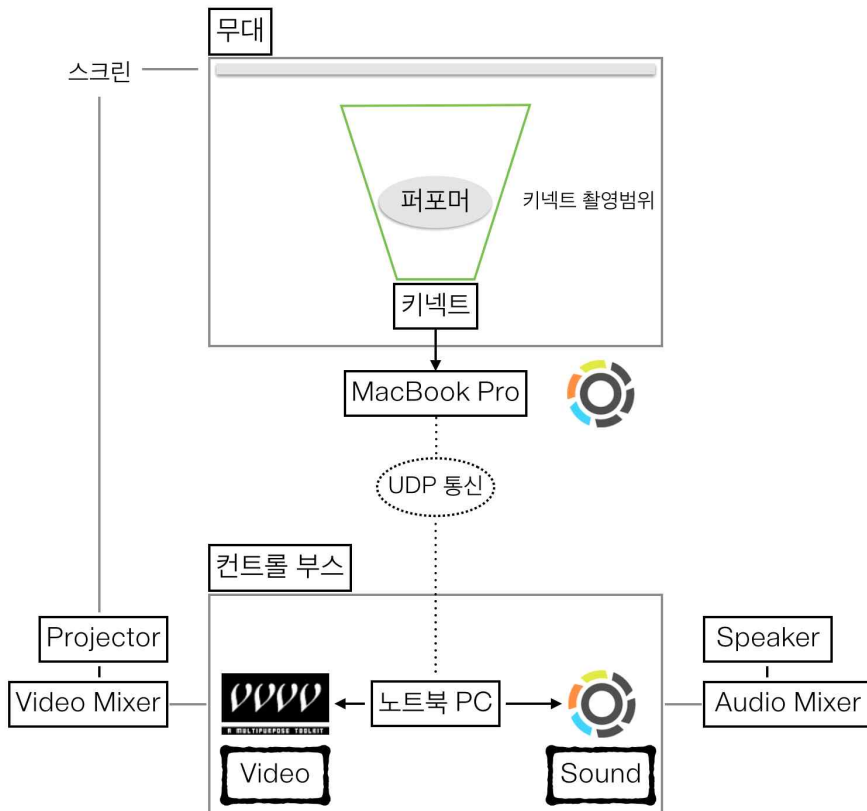 무대
스크린
퍼포머
키넥트 촬영범위
키넥트
MacBook Pro
UDP 통신
컨트롤 부스
Projector
Speaker
Video Mixer
vvvv
A MULTIPURPOSE TOOLKIT
노트북 PC
Audio Mixer
Video
Sound